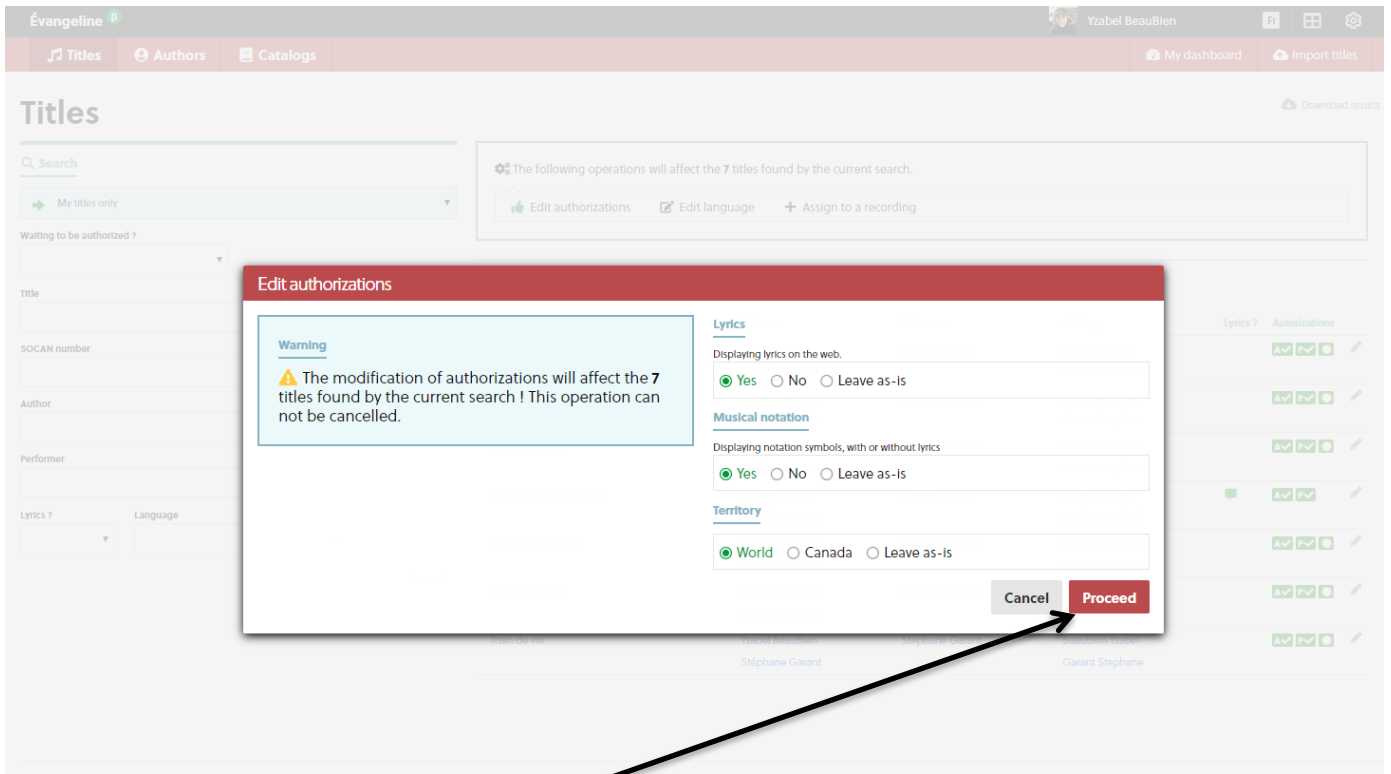 Évangeline β
Yzabel BeauBien
Fr
Titles Authors Catalogs
My dashboard Import titles
Titles
Download results
Search
The following operations will affect the 7 titles found by the current search.
My titles only
Edit authorizations Edit language Assign to a recording
Waiting to be authorized ?
Edit authorizations
Title
Lyrics ? Autorizations
SOCAN number
Author
Performer
Lyrics ? Language
Warning
The modification of authorizations will affect the 7
titles found by the current search ! This operation can
not be cancelled.
Lyrics
Displaying lyrics on the web.
Yes No Leave as-is
Musical notation
Displaying notation symbols, with or without lyrics
Yes No Leave as-is
Territory
World Canada Leave as-is
Cancel Proceed
A P
A P
A P
A P
A P
A P
Train de vie Yzabel Beaubien Stéphane Garant Beaubien Yzabel A P
Stéphane Garant Garant Stephane